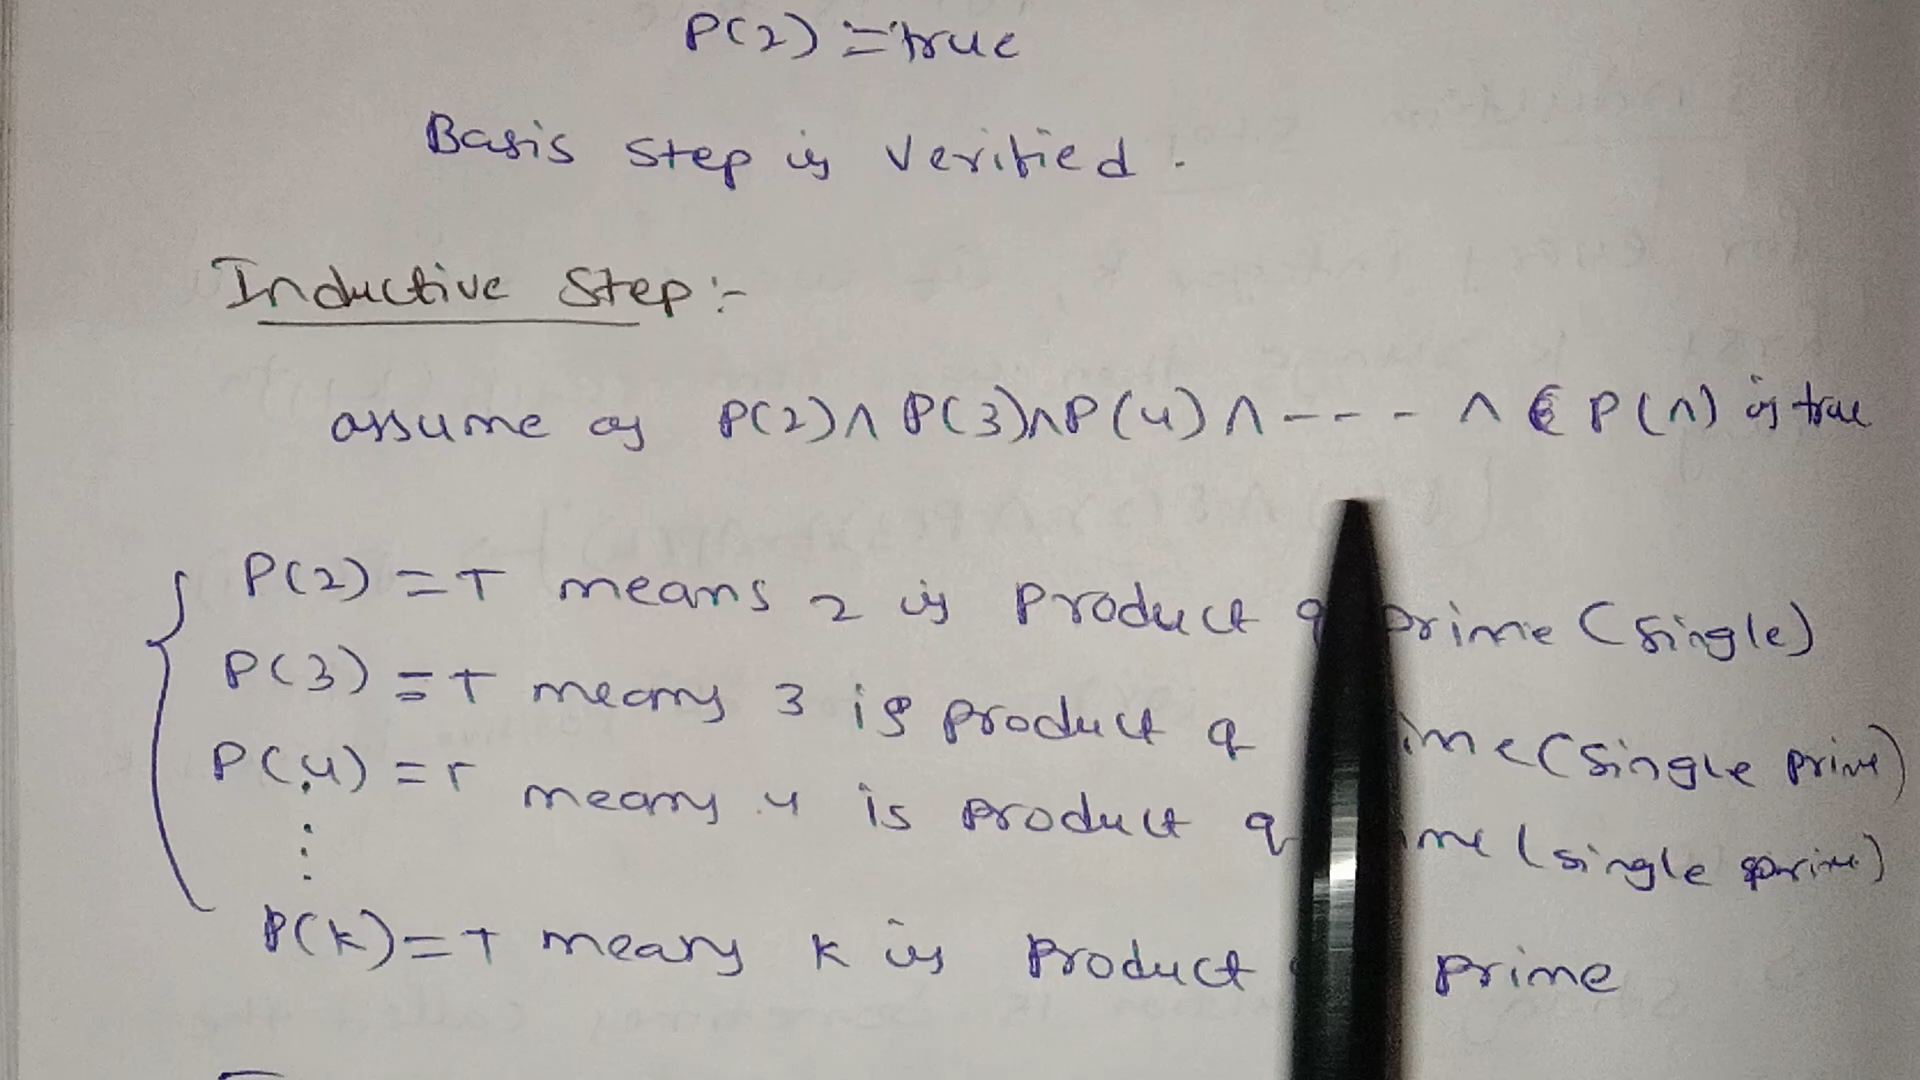 P(2) = true
Basis Step is verified.
Inductive Step :-
assume as P(2) ∧ P(3) ∧ P(4) ∧ - - - - ∧ P(n) is true
P(2) = T means 2 is product of prime (single)
P(3) = T means 3 is product of (single prime)
P(4) = T means 4 is product of (single prime)
⋮
P(k) = T means k is product prime